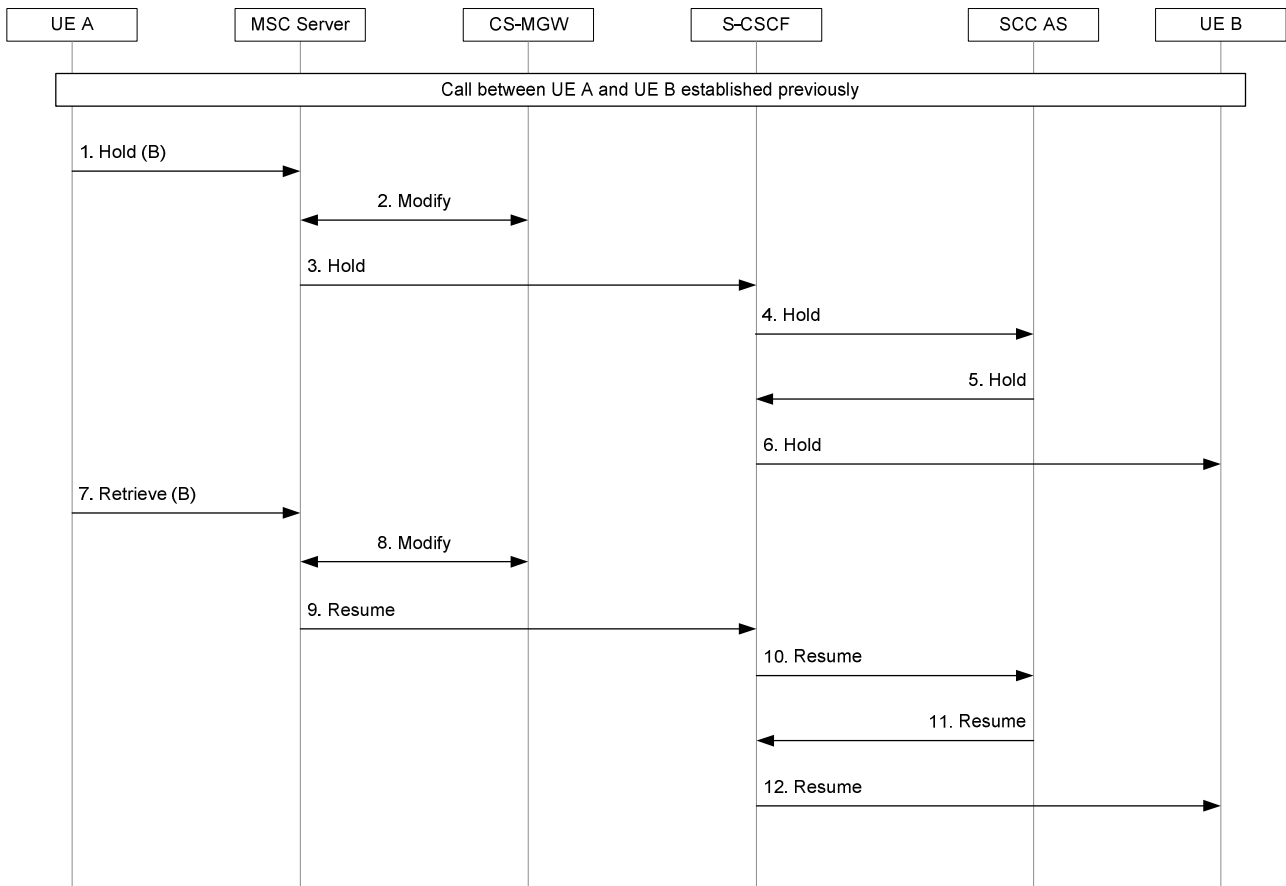 UE A
MSC Server
CS-MGW
S-CSCF
SCC AS
UE B
Call between UE A and UE B established previously
1. Hold (B)
2. Modify
3. Hold
4. Hold
5. Hold
6. Hold
7. Retrieve (B)
8. Modify
9. Resume
10. Resume
11. Resume
12. Resume